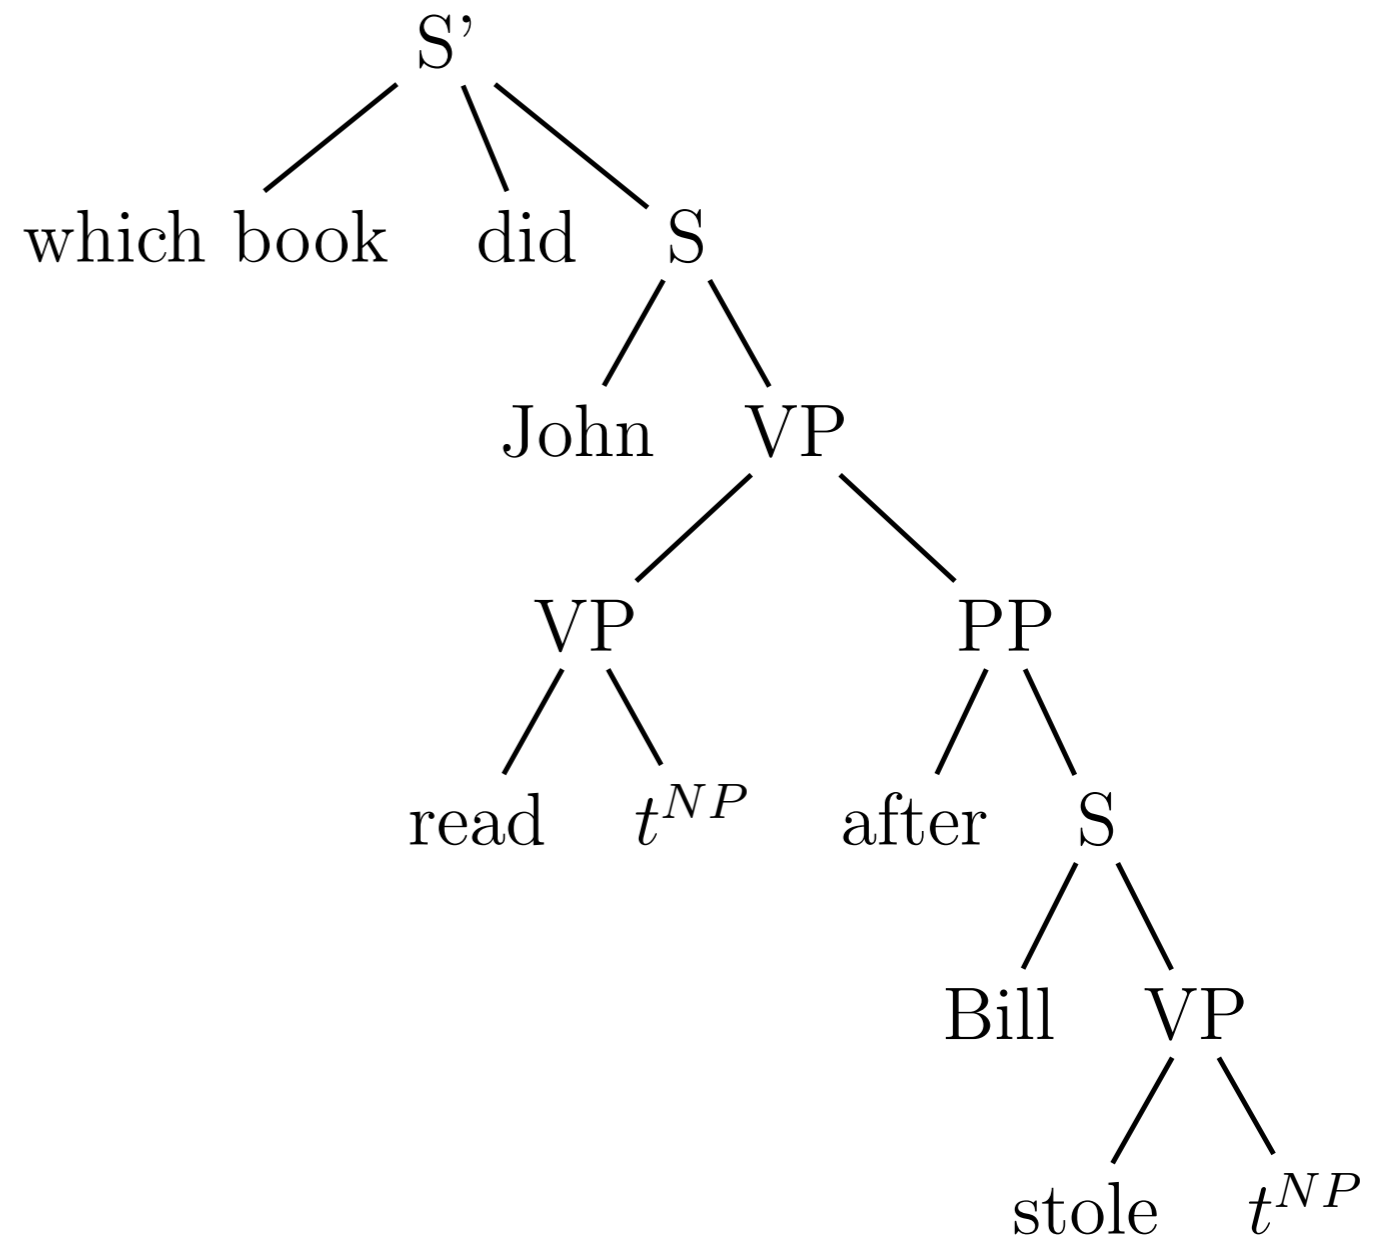 S’
which book did S
John VP
VP PP
read t^{NP} after S
Bill VP
stole t^{NP}